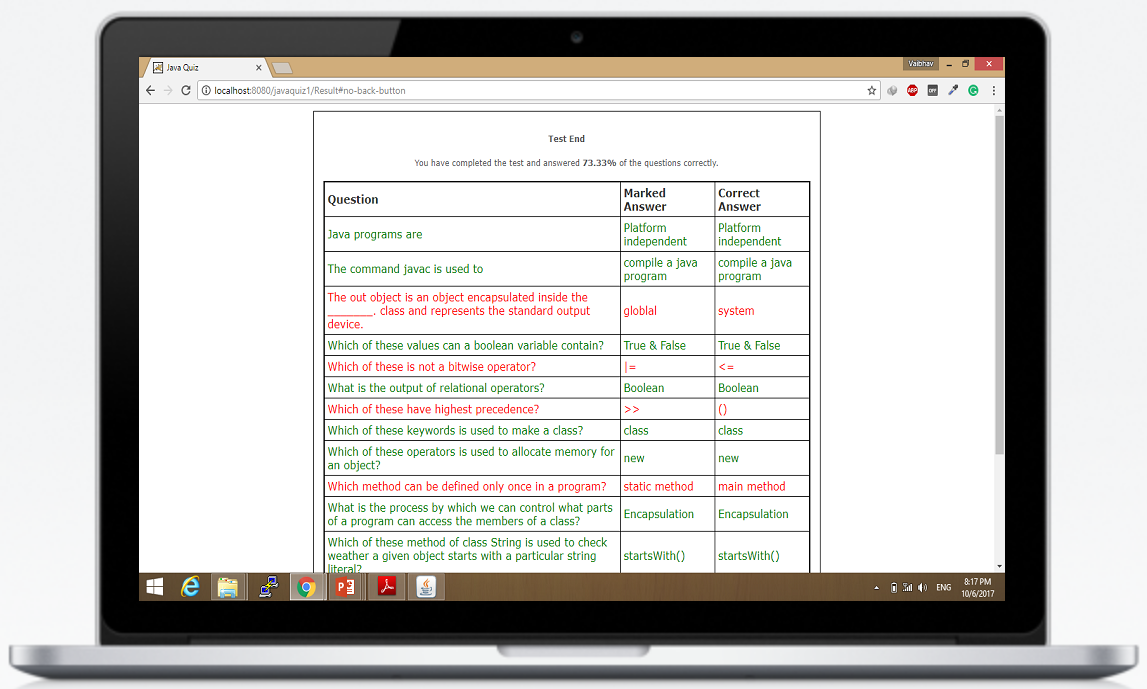 Java Quiz
Vaibhav
localhost:8080/javaquiz1/Result#no-back-button
ABP
OFF
G
Test End
You have completed the test and answered 73.33% of the questions correctly.
Question
Marked
Answer
Correct
Answer
Java programs are
Platform
independent
Platform
independent
The command javac is used to
compile a java
program
compile a java
program
The out object is an object encapsulated inside the
_______. class and represents the standard output
device.
globlal
system
Which of these values can a boolean variable contain?
True & False
True & False
Which of these is not a bitwise operator?
|=
<=
What is the output of relational operators?
Boolean
Boolean
Which of these have highest precedence?
>>
()
Which of these keywords is used to make a class?
class
class
Which of these operators is used to allocate memory for
an object?
new
new
Which method can be defined only once in a program?
static method
main method
What is the process by which we can control what parts
of a program can access the members of a class?
Encapsulation
Encapsulation
Which of these method of class String is used to check
weather a given object starts with a particular string
literal?
startsWith()
startsWith()
ENG
8:17 PM
10/6/2017